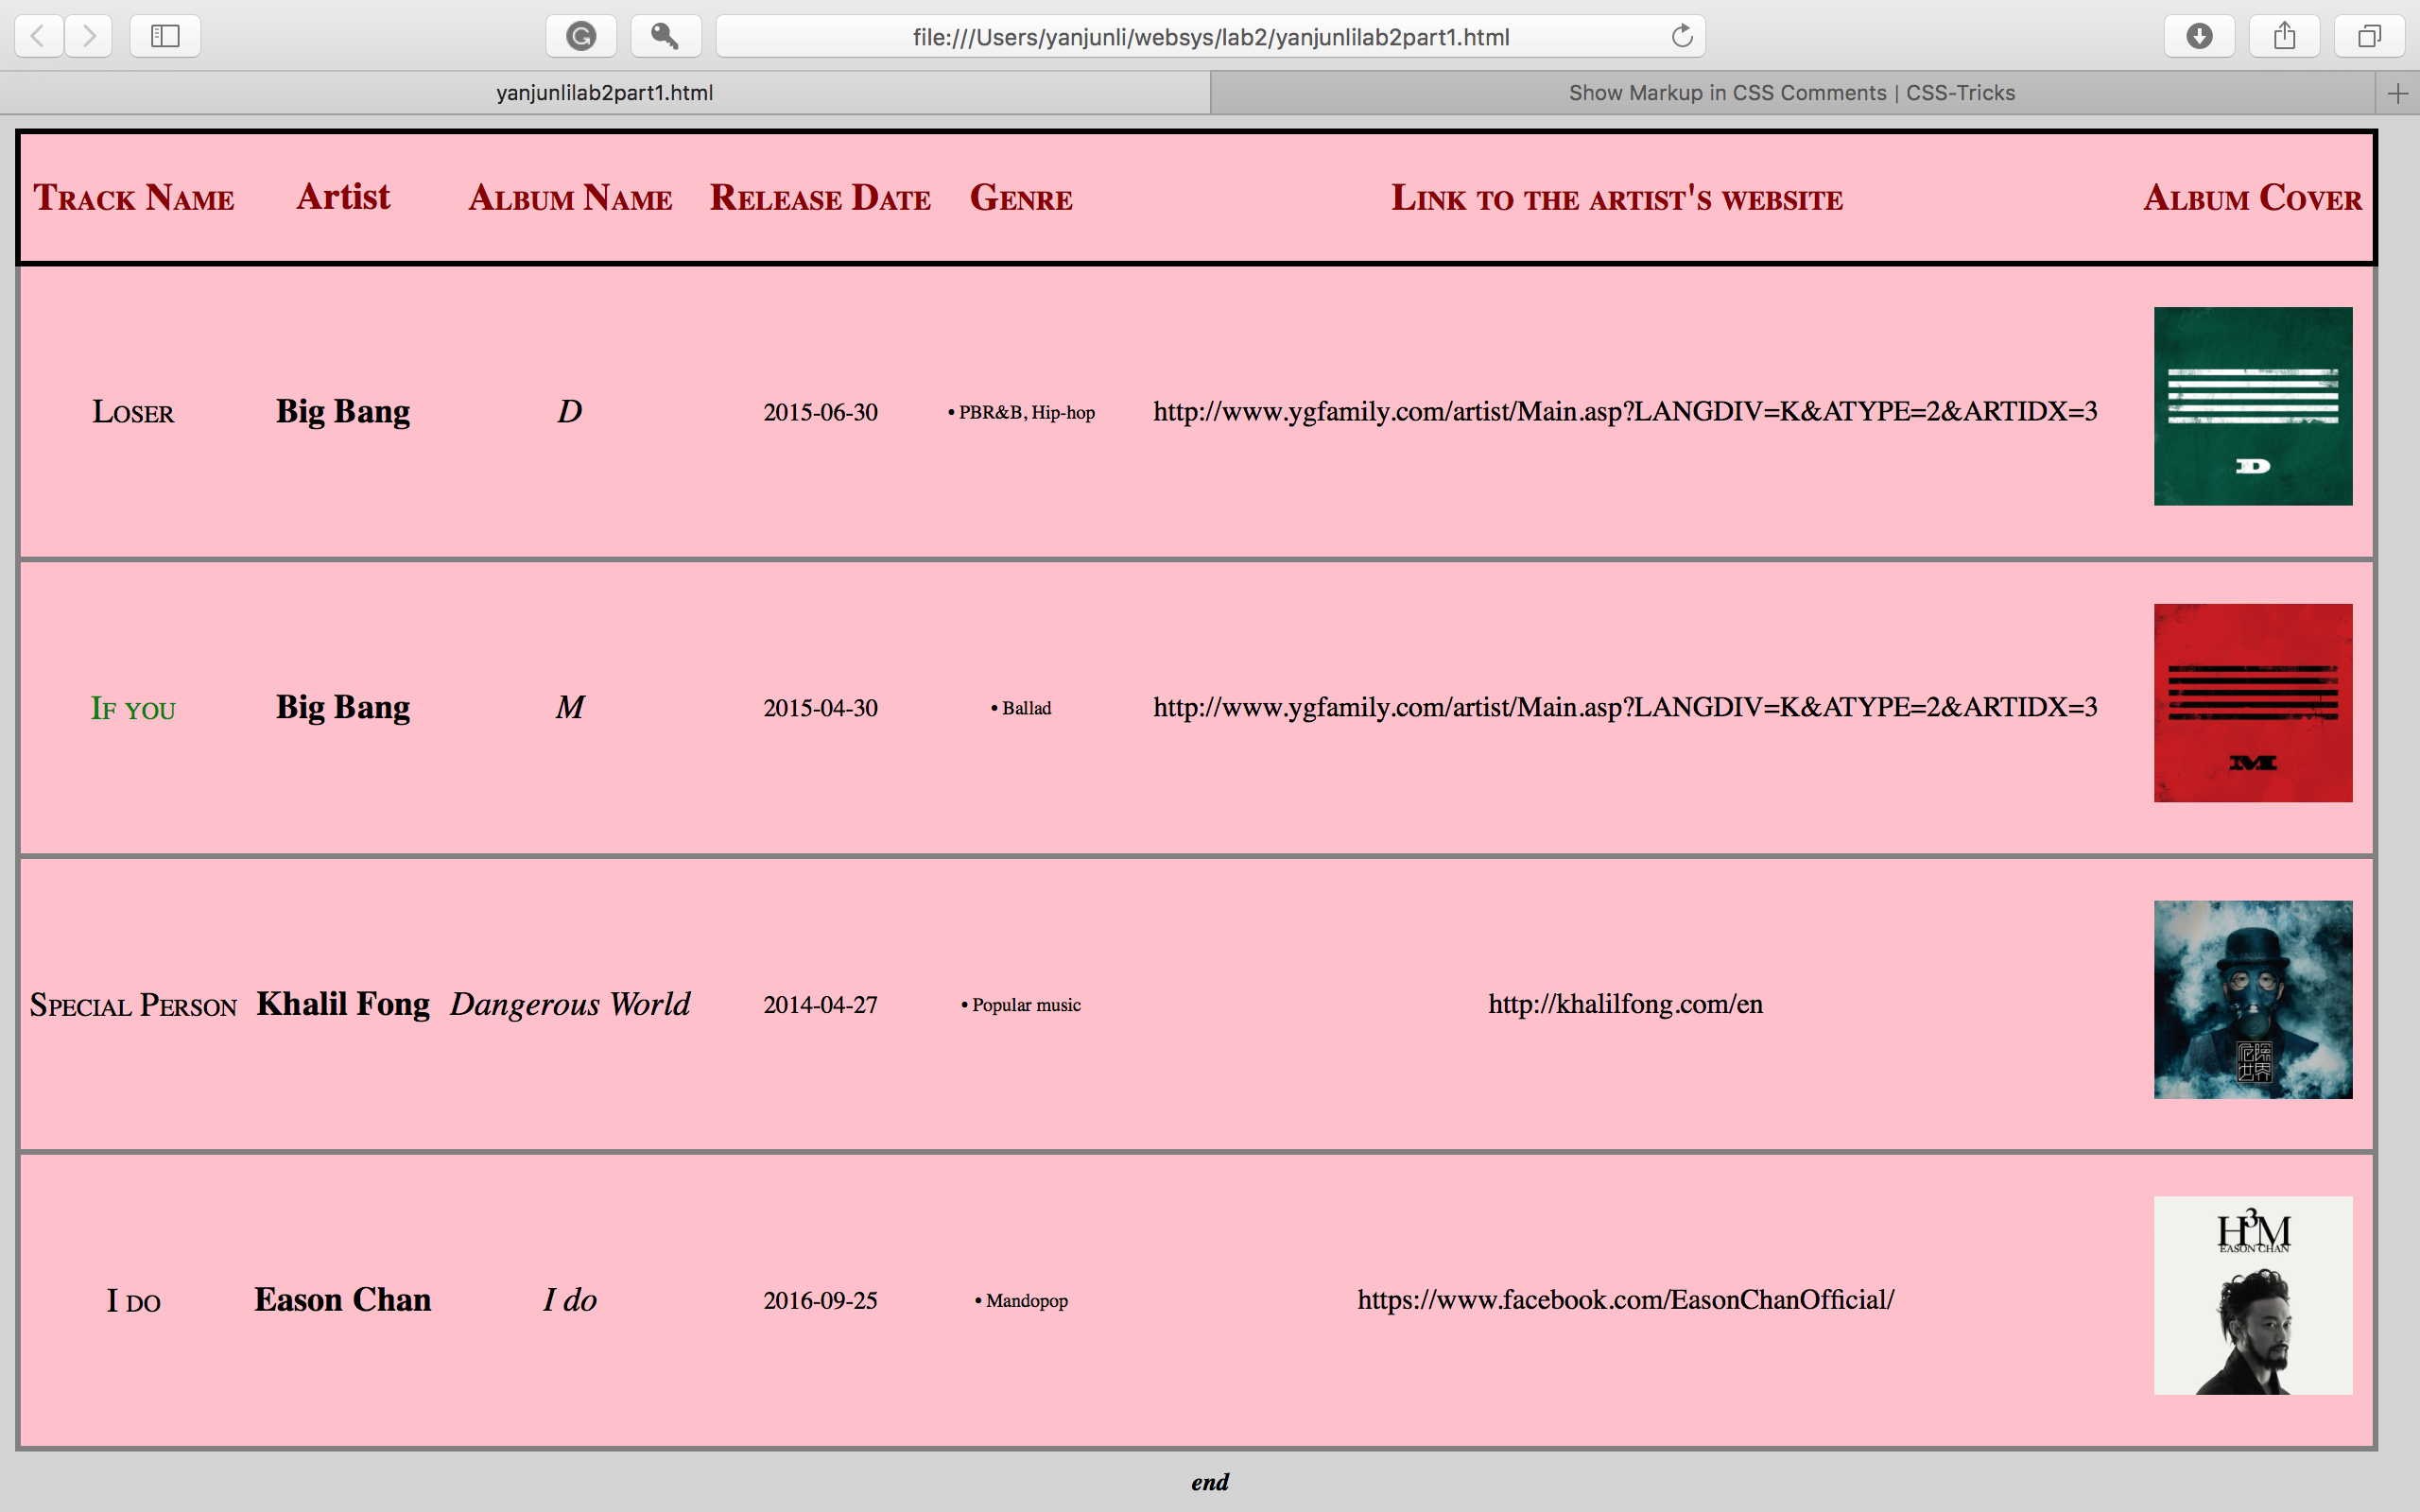 file:///Users/yanjunli/websys/lab2/yanjunlilab2part1.html
yanjunlilab2part1.html
Show Markup in CSS Comments | CSS-Tricks
Track Name Artist Album Name Release Date Genre Link to the artist's website Album Cover
Loser Big Bang D 2015-06-30 • PBR&B, Hip-hop http://www.ygfamily.com/artist/Main.asp?LANGDIV=K&ATYPE=2&ARTIDX=3
D
If you Big Bang M 2015-04-30 • Ballad http://www.ygfamily.com/artist/Main.asp?LANGDIV=K&ATYPE=2&ARTIDX=3
M
Special Person Khalil Fong Dangerous World 2014-04-27 • Popular music http://khalilfong.com/en
危險
世界
H³M
EASON CHAN
I do Eason Chan I do 2016-09-25 • Mandopop https://www.facebook.com/EasonChanOfficial/
end